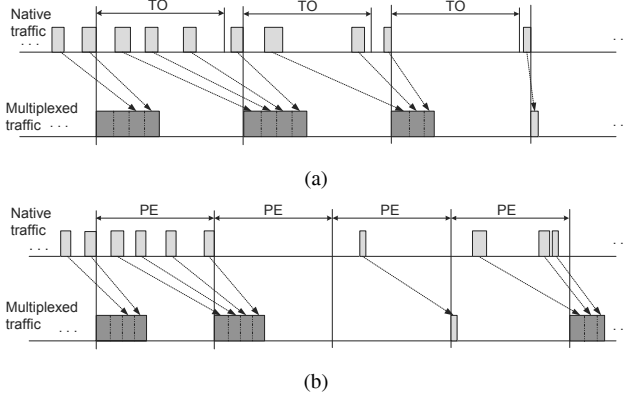 TO TO TO
Native
traffic
. . . . . .
Multiplexed
traffic . . . . . .
(a)
PE PE PE PE
Native
traffic
. . . . . .
Multiplexed
traffic
. . . . . .
(b)